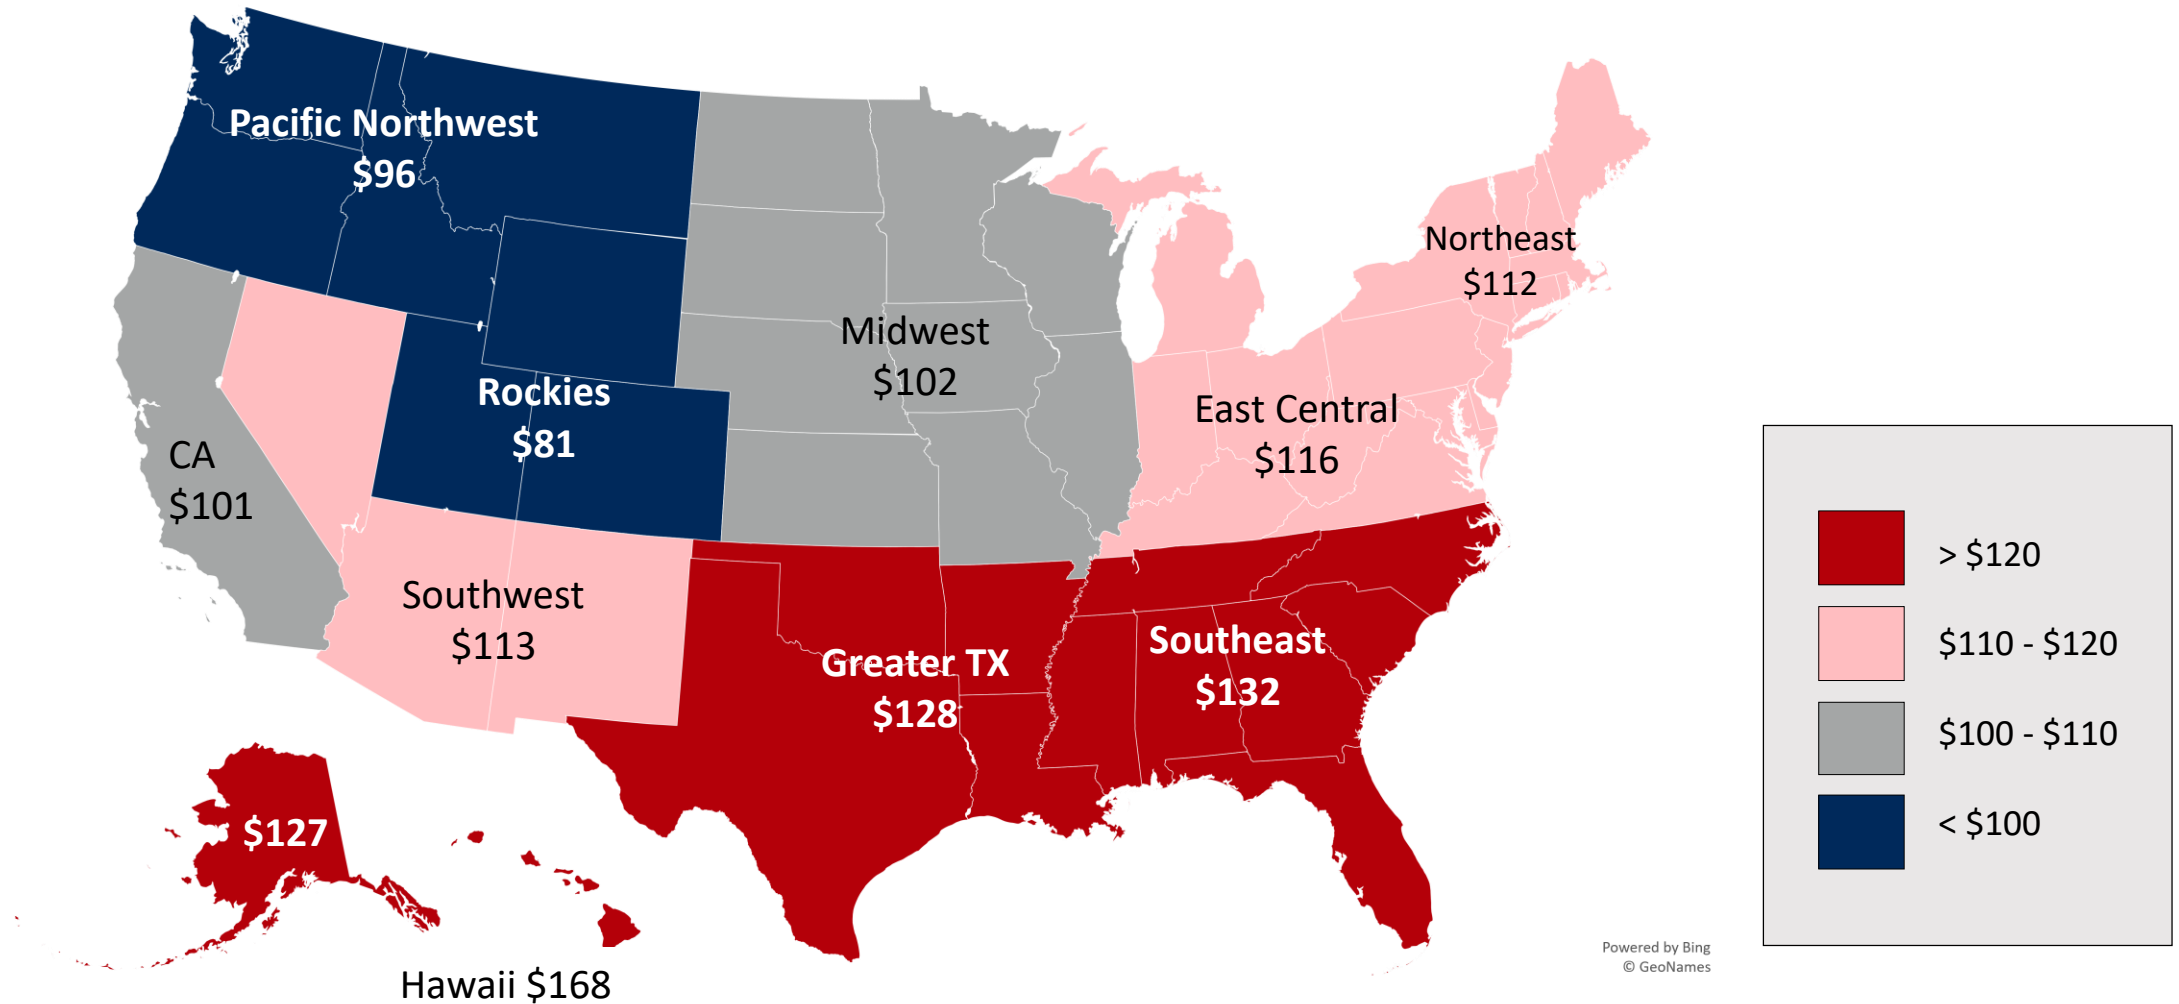 Pacific Northwest
$96
Northeast
$112
Midwest
$102
Rockies
$81
East Central
$116
CA
$101
Southwest
$113
Greater TX
$128
Southeast
$132
$127
Hawaii $168
> $120
$110 - $120
$100 - $110
< $100
Powered by Bing
© GeoNames